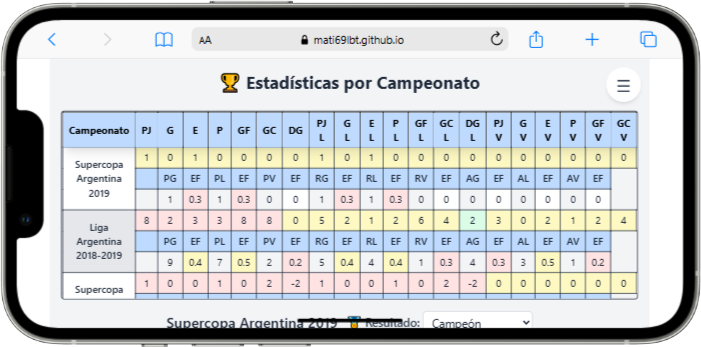 AA mati69lbt.github.io
🏆 Estadísticas por Campeonato
Campeonato PJ G E P GF GC DG PJ L G L E L P L GF L GC L DG L PJ V G V E V P V GF V GC V
Supercopa Argentina 2019
1 0 1 0 0 0 0 1 0 1 0 0 0 0 0 0 0 0 0 0
PG EF PL EF PV EF RG EF RL EF RV EF AG EF AL EF AV EF
1 0.3 1 0.3 0 0 1 0.3 1 0.3 0 0 0 0 0 0 0 0
Liga Argentina 2018-2019
8 2 3 3 8 8 0 5 2 1 2 6 4 2 3 0 2 1 2 4
PG EF PL EF PV EF RG EF RL EF RV EF AG EF AL EF AV EF
9 0.4 7 0.5 2 0.2 5 0.4 4 0.4 1 0.3 4 0.3 3 0.5 1 0.2
Supercopa
1 0 0 1 0 2 -2 1 0 0 1 0 2 -2 0 0 0 0 0 0
Supercopa Argentina 2019 🏆 Resultado: Campeón